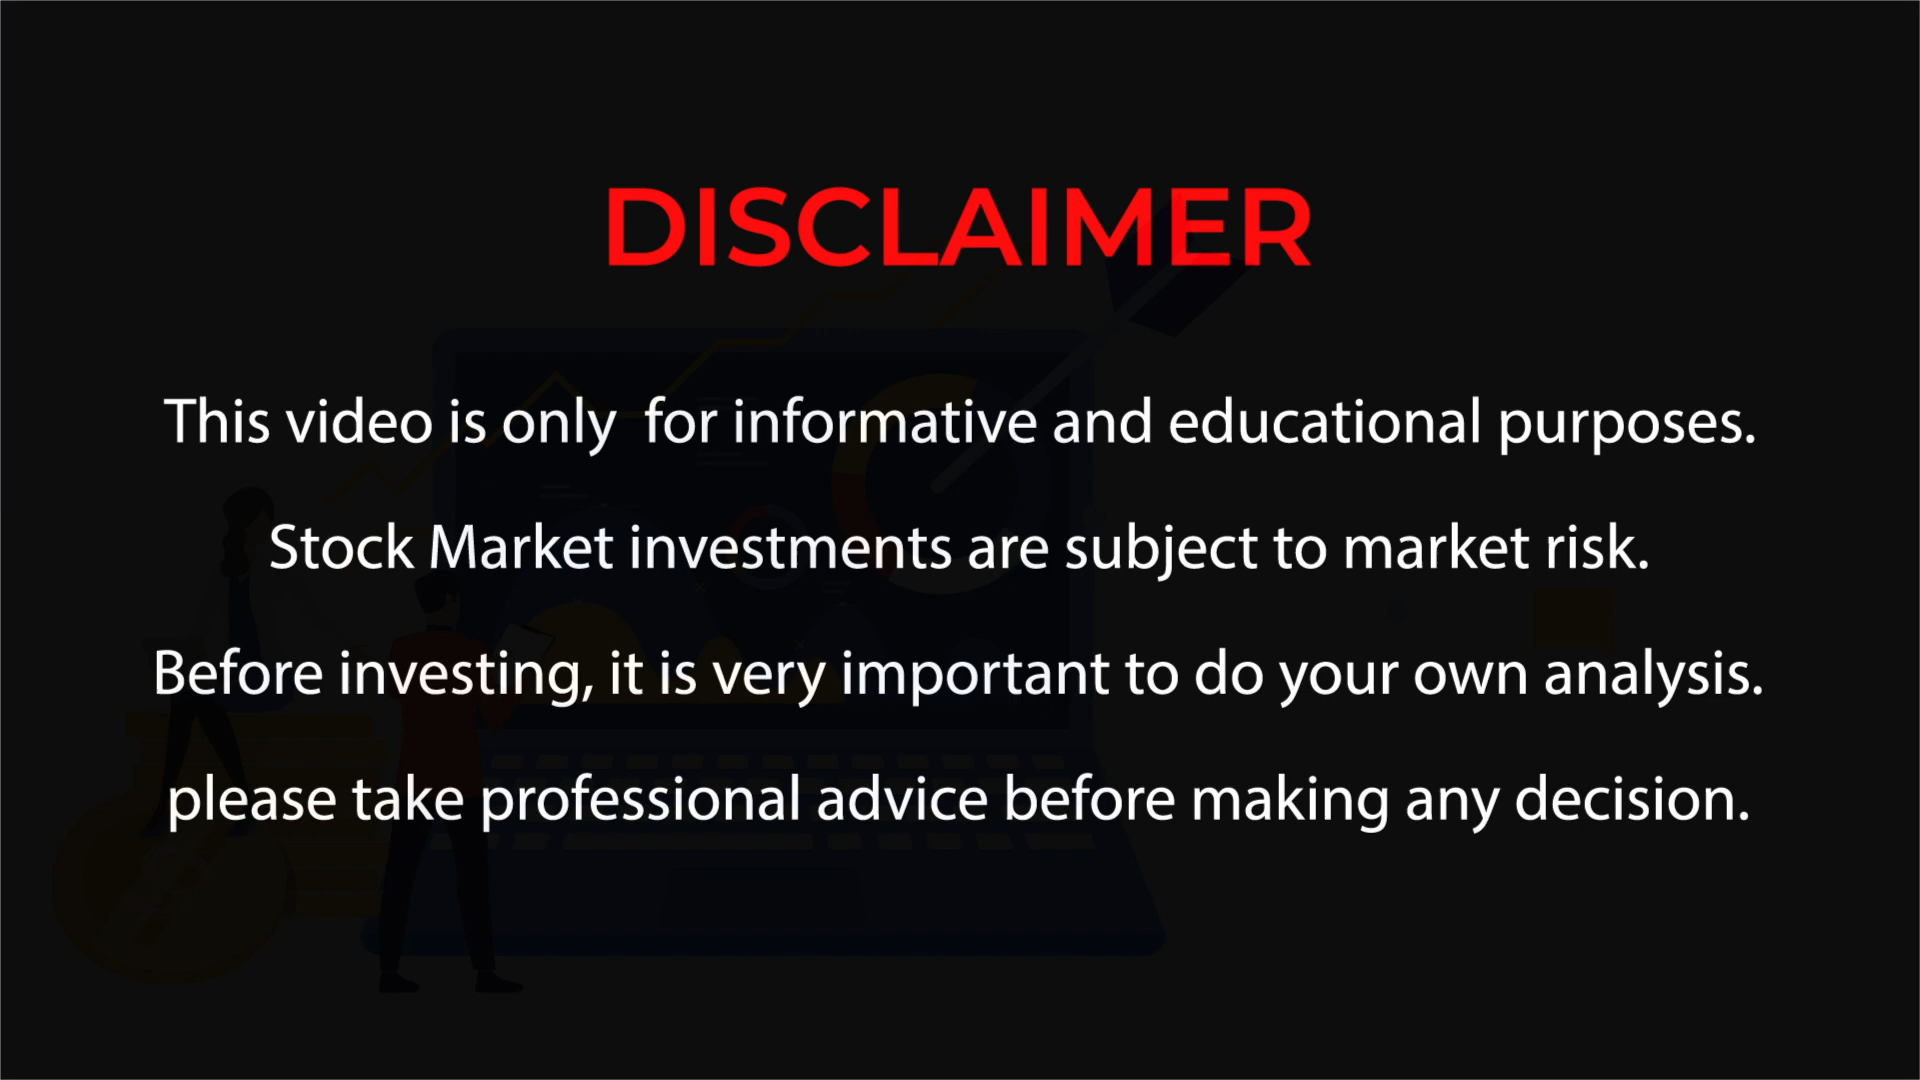 DISCLAIMER
This video is only  for informative and educational purposes.
Stock Market investments are subject to market risk.
Before investing, it is very important to do your own analysis.
please take professional advice before making any decision.